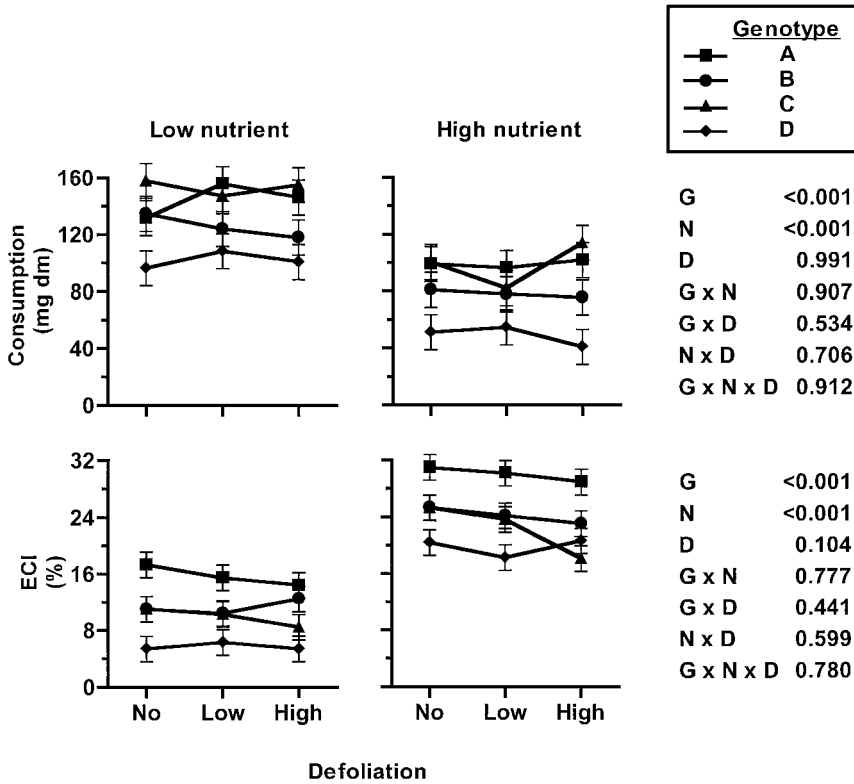 Genotype
A
B
C
D
Low nutrient
High nutrient
Consumption
(mg dm)
160
120
80
40
0
G <0.001
N <0.001
D 0.991
G x N 0.907
G x D 0.534
N x D 0.706
G x N x D 0.912
ECI
(%)
32
24
16
8
0
G <0.001
N <0.001
D 0.104
G x N 0.777
G x D 0.441
N x D 0.599
G x N x D 0.780
No Low High
No Low High
Defoliation